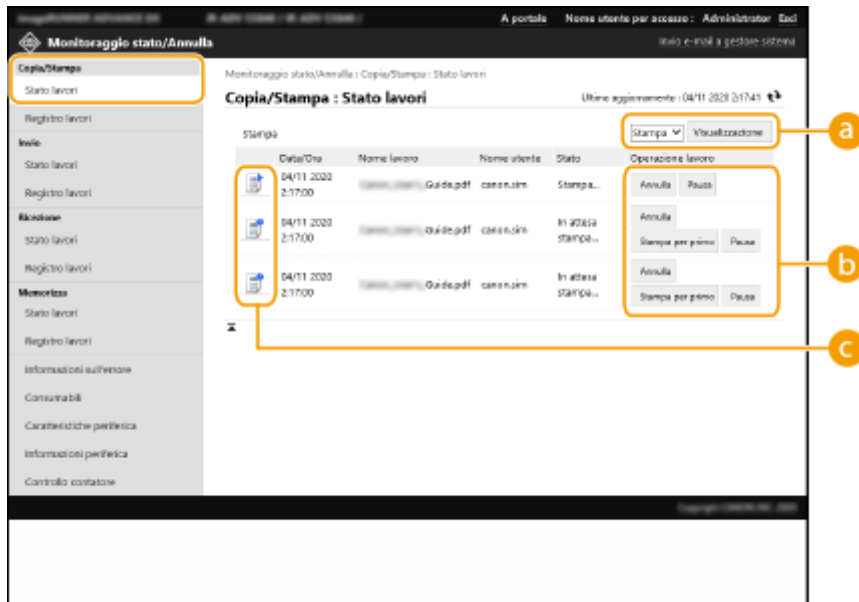 A portale Nome utente per accesso : Administrator Esci
Monitoraggio stato/Annulla
Invio e-mail a gestore sistema
Copia/Stampa
Stato lavori
Registro lavori
Invio
Stato lavori
Registro lavori
Ricezione
Stato lavori
Registro lavori
Memorizza
Stato lavori
Registro lavori
Informazioni sull'errore
Consumabili
Caratteristiche periferica
Informazioni periferica
Controllo contatore
Monitoraggio stato/Annulla : Copia/Stampa : Stato lavori
Copia/Stampa : Stato lavori
Ultimo aggiornamento : 04/11 2020 2:17:41
Stampa
Stampa Visualizzazione
Data/Ora Nome lavoro Nome utente Stato Operazione lavoro
04/11 2020 2:17:00 Guide.pdf canon.sim Stampa... Annulla Pausa
04/11 2020 2:17:00 Guide.pdf canon.sim In attesa stampa... Annulla Stampa per primo Pausa
04/11 2020 2:17:00 Guide.pdf canon.sim In attesa stampa... Annulla Stampa per primo Pausa
a
b
c